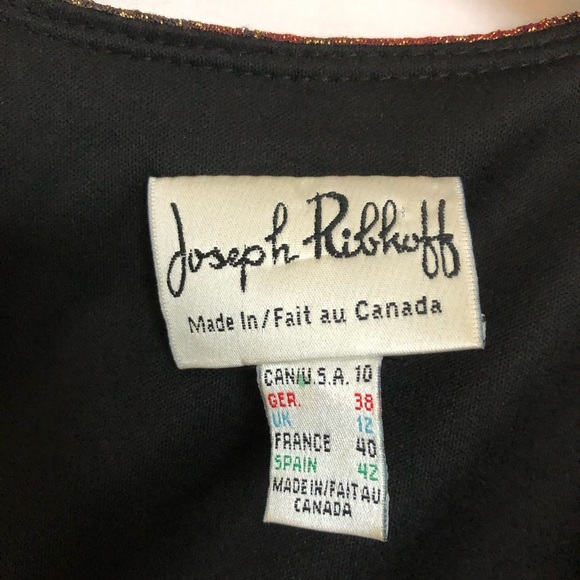 Joseph Ribkoff
Made In/Fait au Canada
CAN/U.S.A. 10
GER. 38
UK 12
FRANCE 40
SPAIN 42
MADE IN/FAIT AU
CANADA